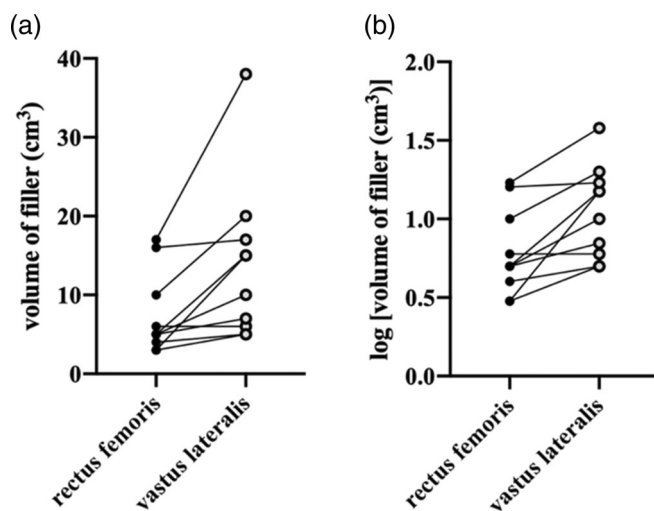 (a)
volume of filler (cm³)
40
30
20
10
0
rectus femoris
vastus lateralis
(b)
log [volume of filler (cm³)]
2.0
1.5
1.0
0.5
0.0
rectus femoris
vastus lateralis